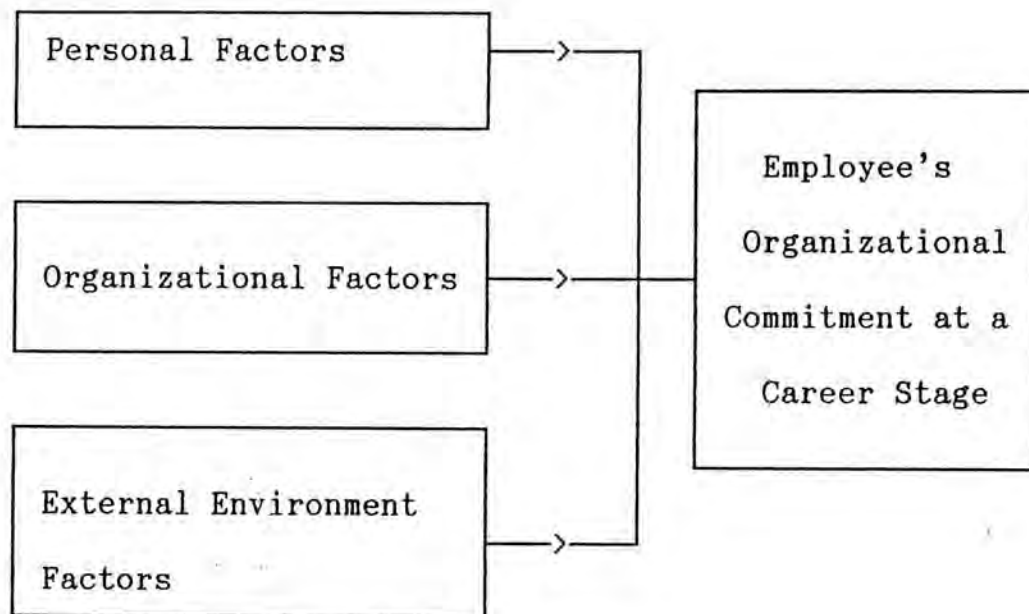 Personal Factors
Organizational Factors
External Environment
Factors
Employee's
Organizational
Commitment at a
Career Stage